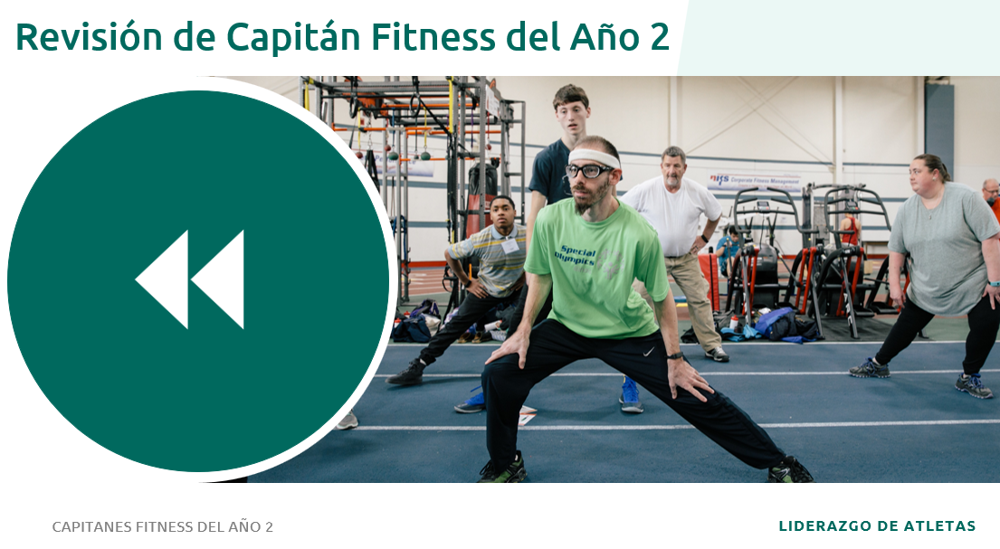 Revisión de Capitán Fitness del Año 2
Corporate Fitness Management
Special
Olympics
CAPITANES FITNESS DEL AÑO 2
LIDERAZGO DE ATLETAS